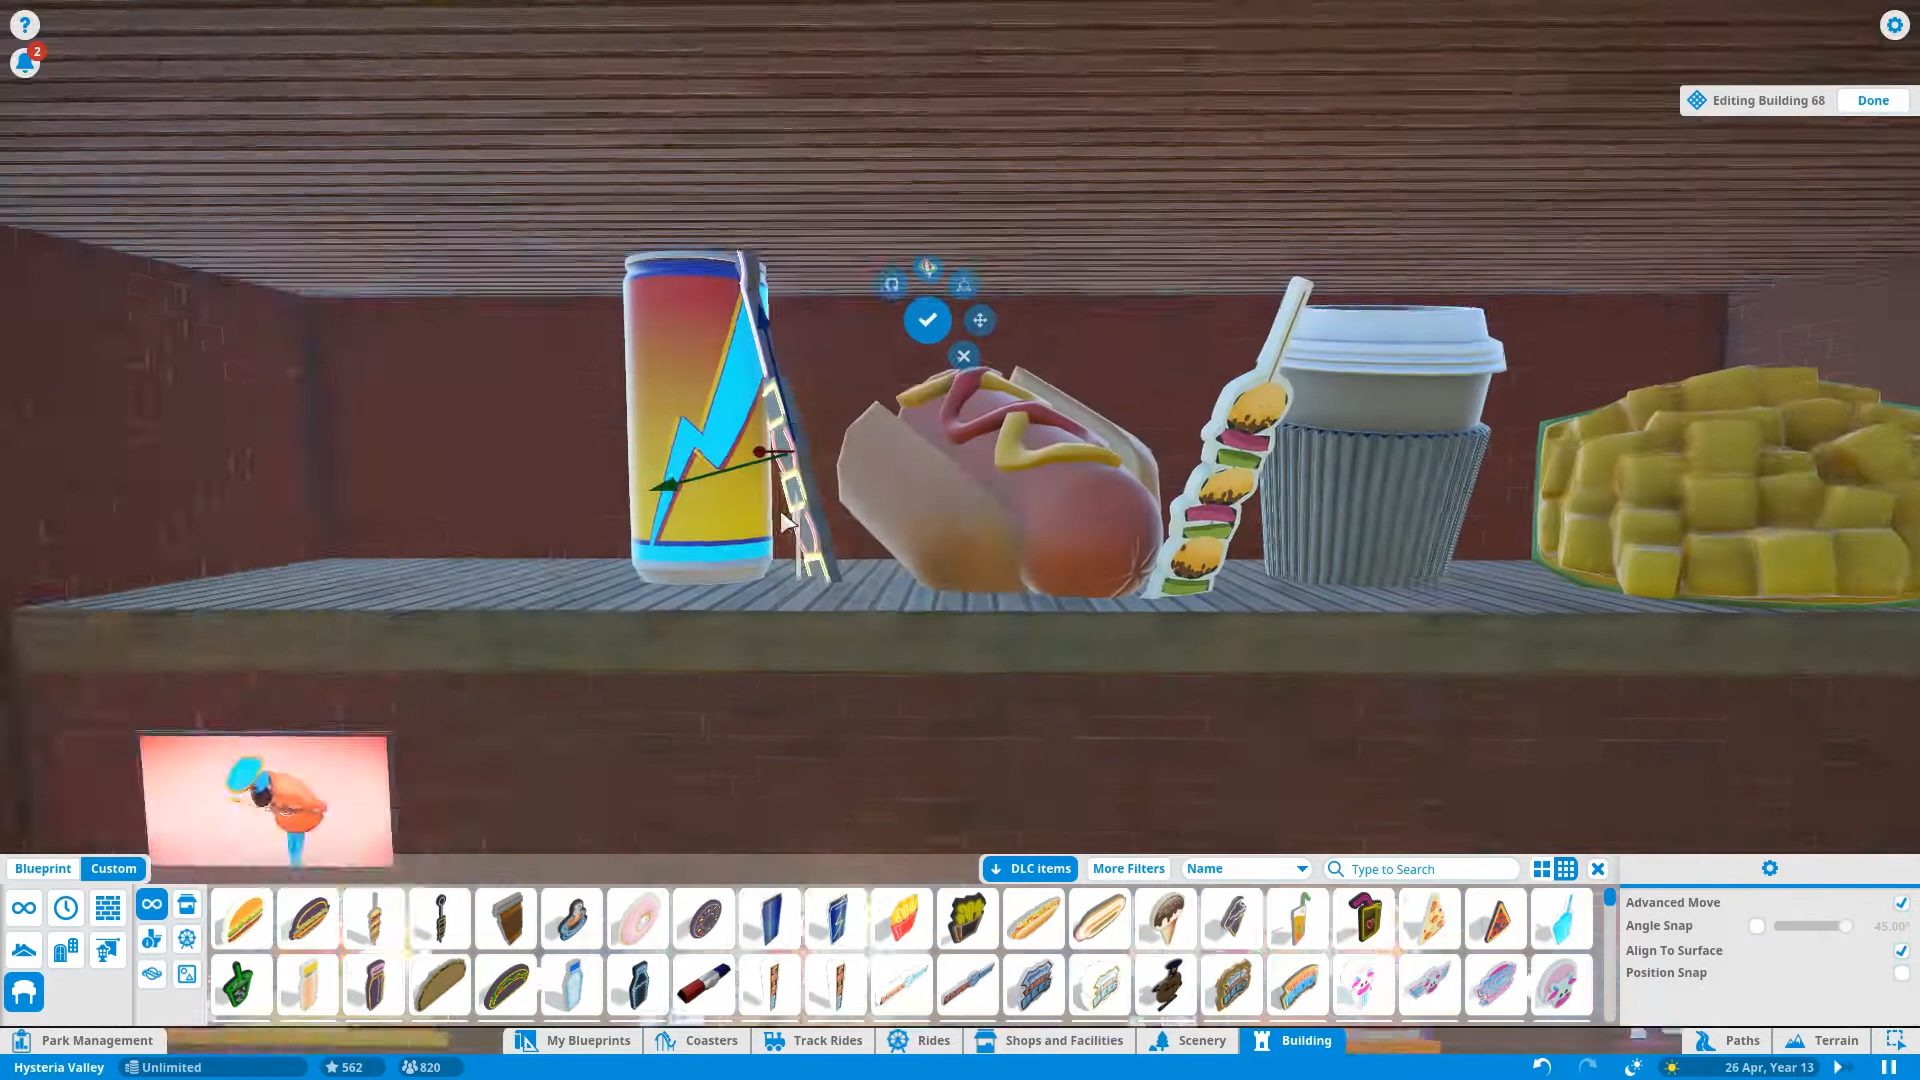 ?
2
Editing Building 68
Done
Blueprint
Custom
DLC items
More Filters
Name
Type to Search
Advanced Move
Angle Snap
45.00°
Align To Surface
Position Snap
Park Management
My Blueprints
Coasters
Track Rides
Rides
Shops and Facilities
Scenery
Building
Paths
Terrain
Hysteria Valley
Unlimited
562
820
26 Apr, Year 13